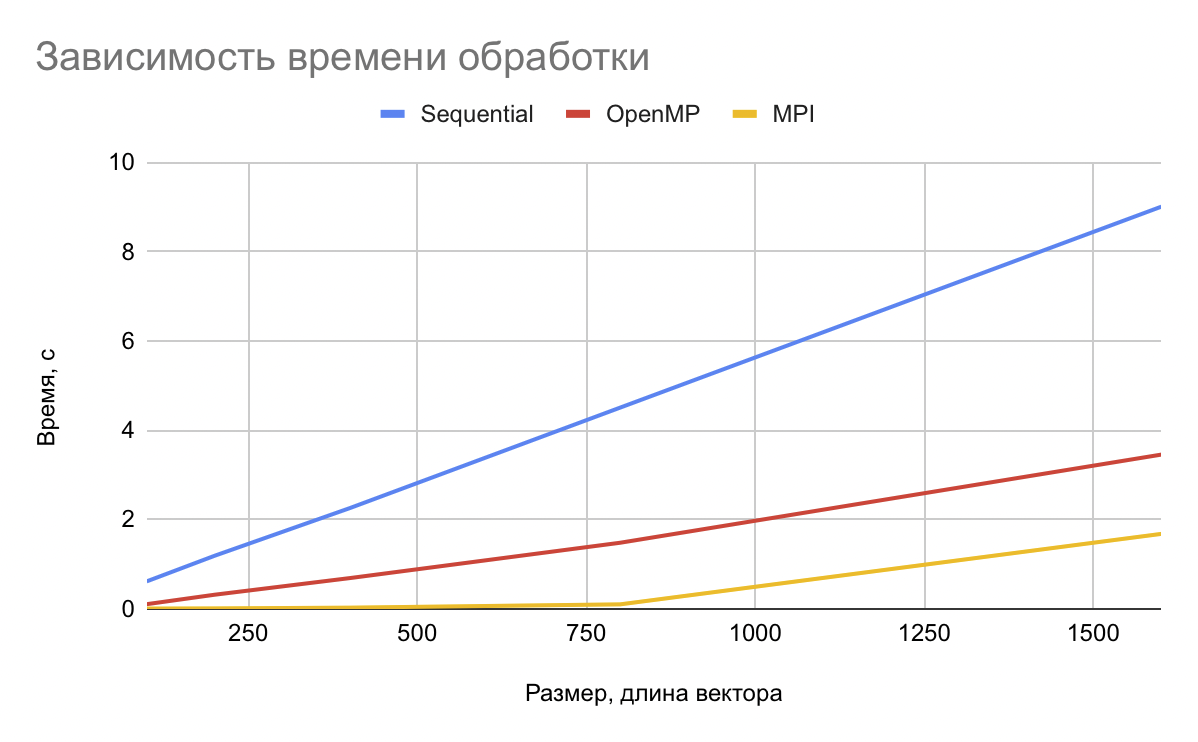 Зависимость времени обработки
Sequential OpenMP MPI
10
8
6
4
2
0
Время, с
250 500 750 1000 1250 1500
Размер, длина вектора